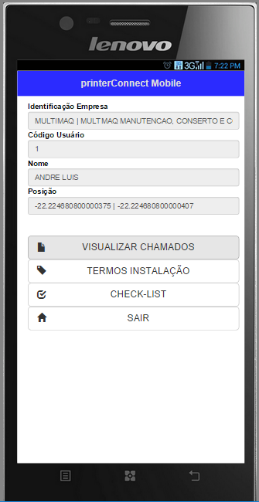 lenovo
3G 7:22 PM
printerConnect Mobile
Identificação Empresa
MULTIMAQ | MULTMAQ MANUTENCAO, CONSERTO E C
Código Usuário
1
Nome
ANDRE LUIS
Posição
-22.224680800000375 | -22.2246808000000407
VISUALIZAR CHAMADOS
TERMOS INSTALAÇÃO
CHECK-LIST
SAIR